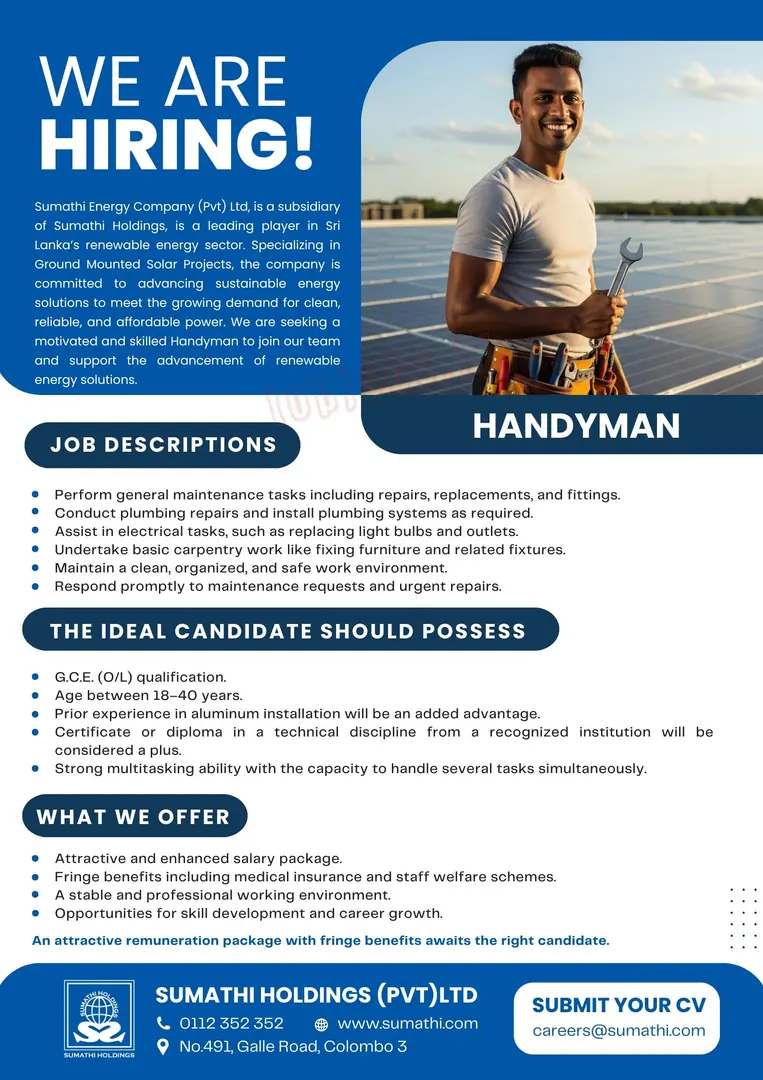 WE ARE
HIRING!
Sumathi Energy Company (Pvt) Ltd, is a subsidiary
of Sumathi Holdings, is a leading player in Sri
Lanka's renewable energy sector. Specializing in
Ground Mounted Solar Projects, the company is
committed to advancing sustainable energy
solutions to meet the growing demand for clean,
reliable, and affordable power. We are seeking a
motivated and skilled Handyman to join our team
and support the advancement of renewable
energy solutions.
HANDYMAN
JOB DESCRIPTIONS
• Perform general maintenance tasks including repairs, replacements, and fittings.
• Conduct plumbing repairs and install plumbing systems as required.
• Assist in electrical tasks, such as replacing light bulbs and outlets.
• Undertake basic carpentry work like fixing furniture and related fixtures.
• Maintain a clean, organized, and safe work environment.
• Respond promptly to maintenance requests and urgent repairs.
THE IDEAL CANDIDATE SHOULD POSSESS
• G.C.E. (O/L) qualification.
• Age between 18–40 years.
• Prior experience in aluminum installation will be an added advantage.
• Certificate or diploma in a technical discipline from a recognized institution will be
considered a plus.
• Strong multitasking ability with the capacity to handle several tasks simultaneously.
WHAT WE OFFER
• Attractive and enhanced salary package.
• Fringe benefits including medical insurance and staff welfare schemes.
• A stable and professional working environment.
• Opportunities for skill development and career growth.
An attractive remuneration package with fringe benefits awaits the right candidate.
SUMATHI HOLDINGS
SUMATHI HOLDINGS
SUMATHI HOLDINGS (PVT)LTD
0112 352 352 www.sumathi.com
No.491, Galle Road, Colombo 3
SUBMIT YOUR CV
careers@sumathi.com